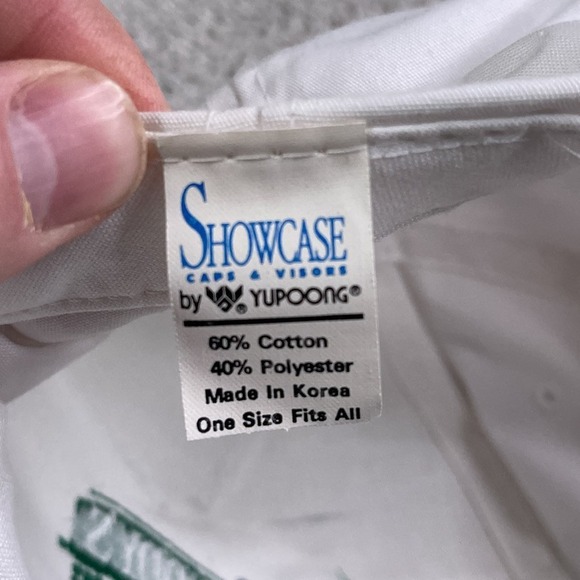 SHOWCASE
CAPS & VISORS
by YUPOONG®
60% Cotton
40% Polyester
Made In Korea
One Size Fits All